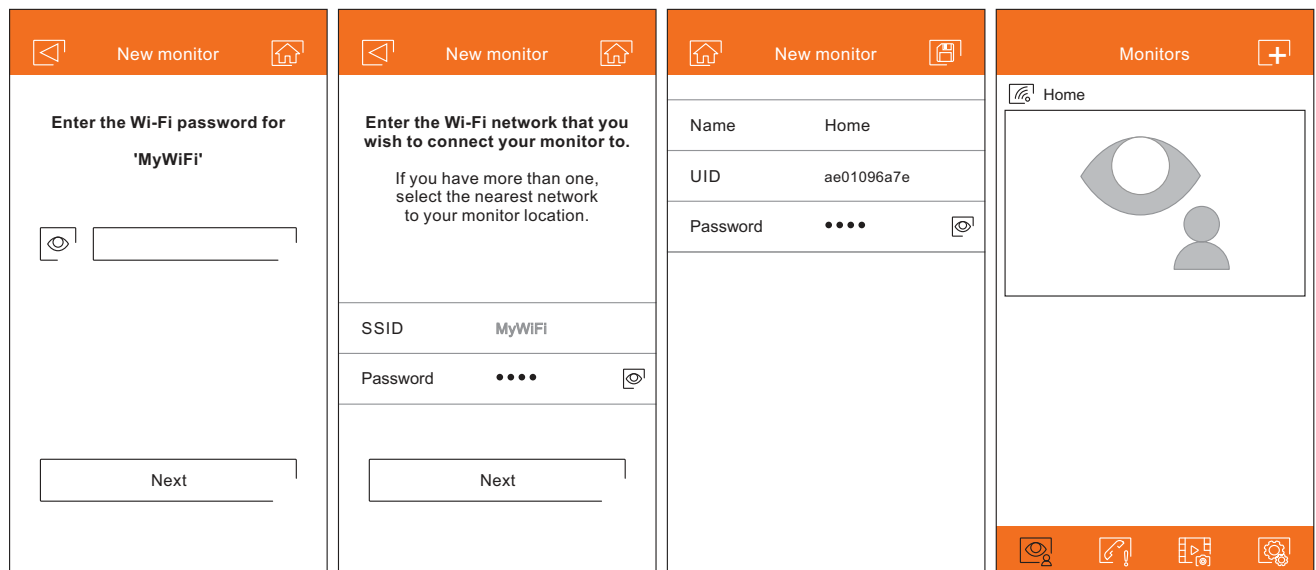 New monitor
Enter the Wi-Fi password for
'MyWiFi'
Next
New monitor
Enter the Wi-Fi network that you
wish to connect your monitor to.
If you have more than one,
select the nearest network
to your monitor location.
SSID MyWiFi
Password ••••
Next
New monitor
Name Home
UID ae01096a7e
Password ••••
Monitors
Home